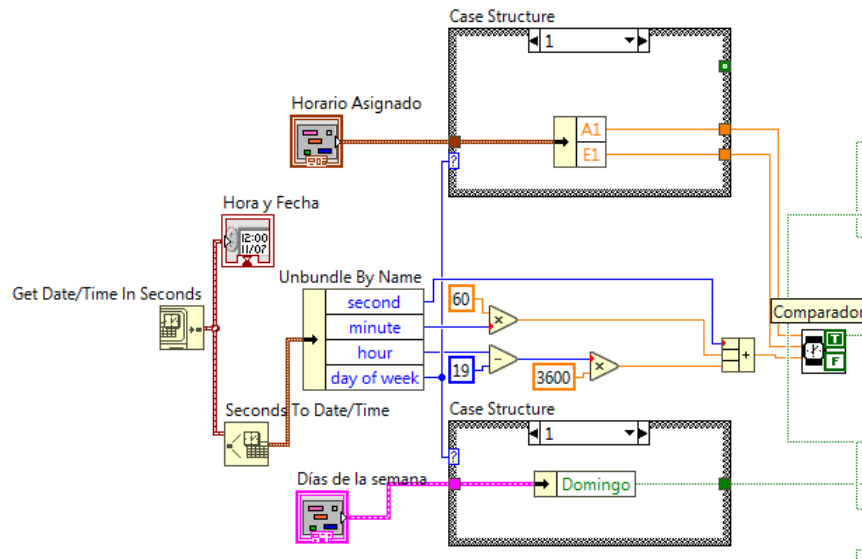 Case Structure
1
Horario Asignado
A1
E1
?
Hora y Fecha
12:00
11/07
Unbundle By Name
Get Date/Time In Seconds
second
60
×
Comparador
minute
hour
−
T
+
19
×
F
day of week
3600
Seconds To Date/Time
Case Structure
1
?
Días de la semana
Domingo